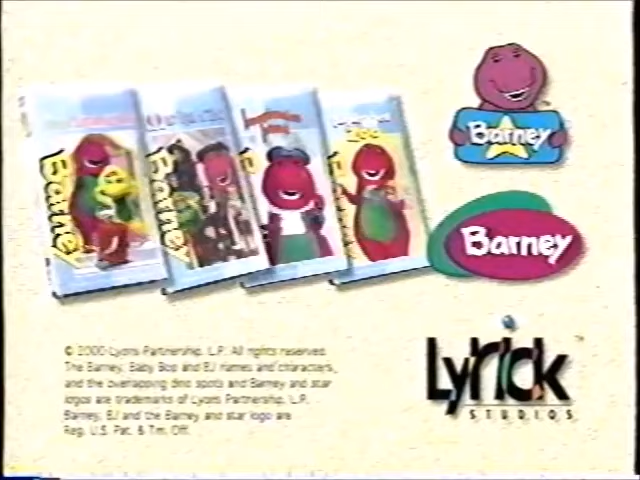 Barney
Barney
Barney
Barney
Lyrick
STUDIOS
© 2000 Lyons Partnership, L.P. All rights reserved.
The Barney, Baby Bop and BJ names and characters,
and the overlapping dino spots and Barney and star
logos are trademarks of Lyons Partnership, L.P.
Barney, BJ and the Barney and star logo are
Reg. U.S. Pat. & Tm. Off.